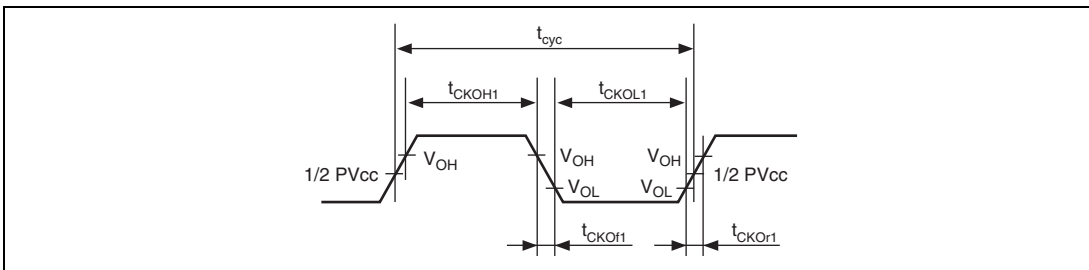 tcyc
tCKOH1 tCKOL1
VOH VOH VOH
1/2 PVcc 1/2 PVcc
VOL VOL
tCKOf1 tCKOr1